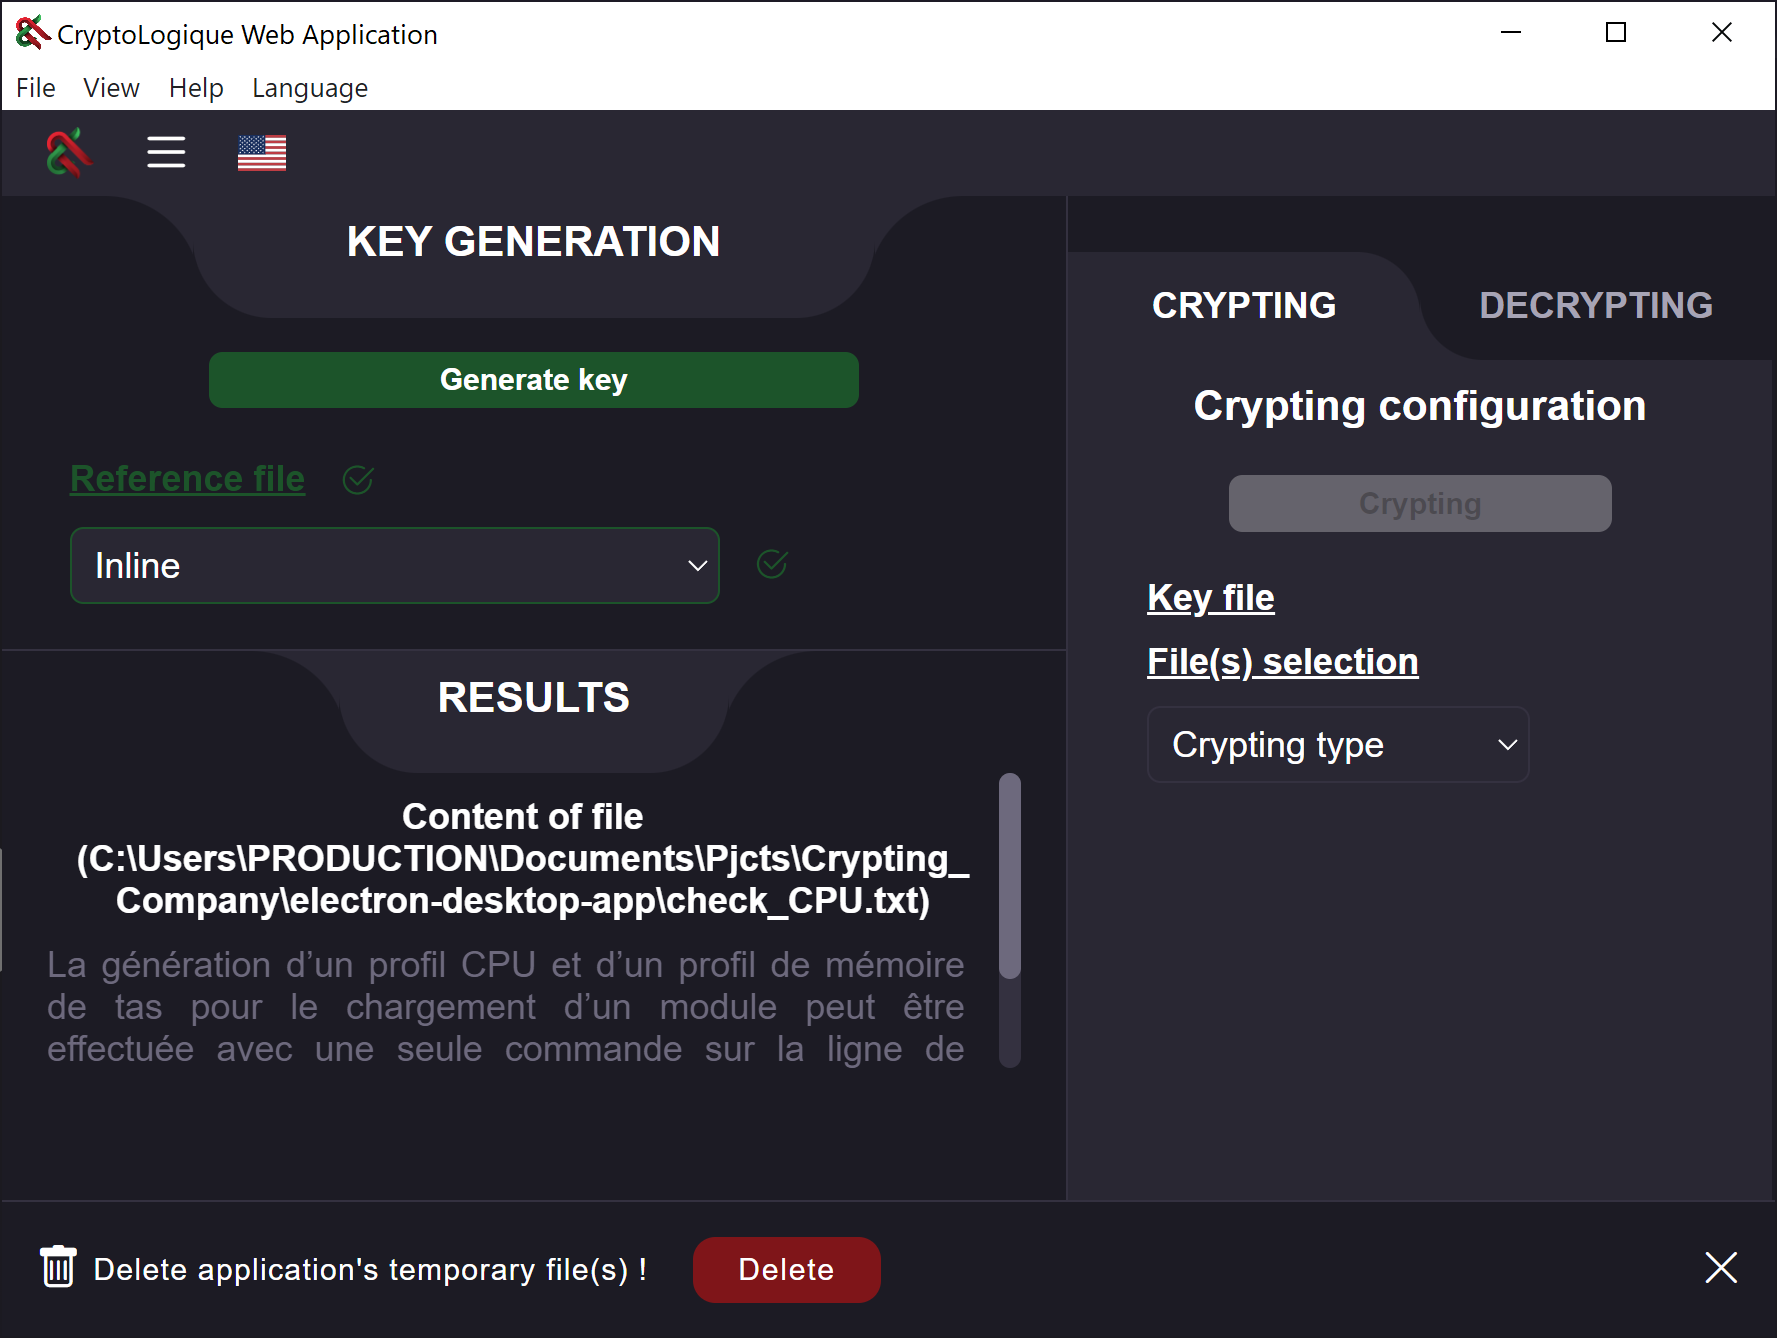 CryptoLogique Web Application
File View Help Language
KEY GENERATION
Generate key
Reference file
Inline
RESULTS
Content of file
(C:\Users\PRODUCTION\Documents\Pjcts\Crypting_
Company\electron-desktop-app\check_CPU.txt)
La génération d’un profil CPU et d’un profil de mémoire
de tas pour le chargement d’un module peut être
effectuée avec une seule commande sur la ligne de
CRYPTING DECRYPTING
Crypting configuration
Crypting
Key file
File(s) selection
Crypting type
Delete application's temporary file(s) ! Delete